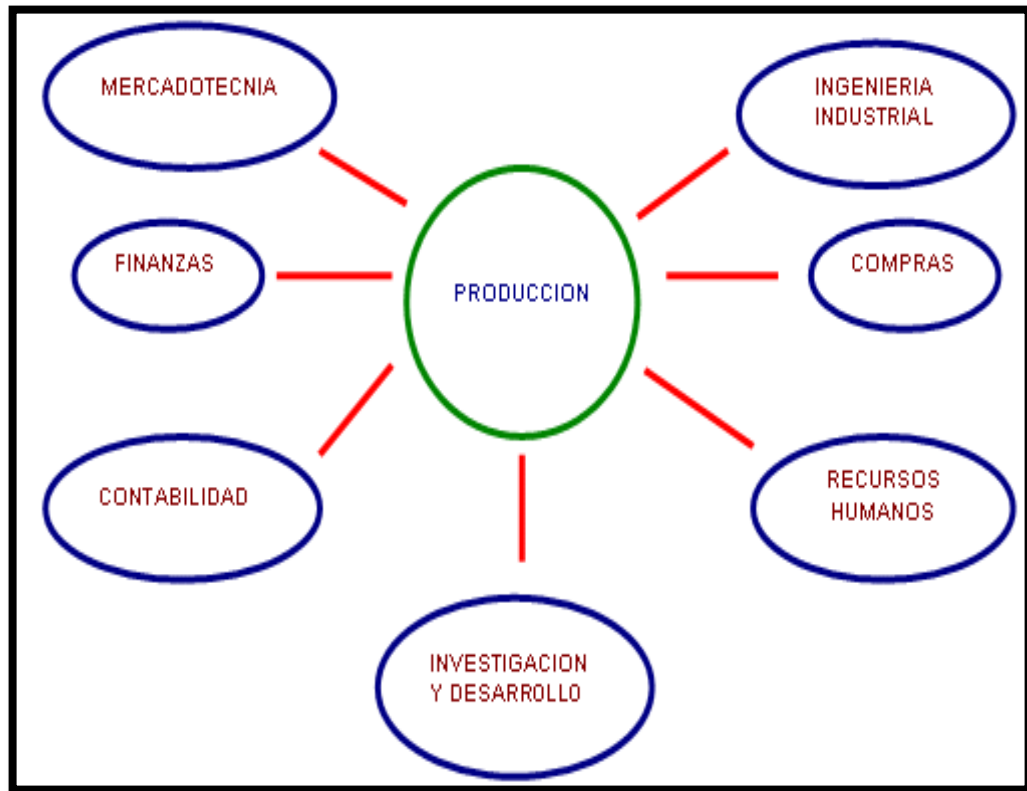 MERCADOTECNIA
INGENIERIA
INDUSTRIAL
FINANZAS
PRODUCCION
COMPRAS
CONTABILIDAD
RECURSOS
HUMANOS
INVESTIGACION
Y DESARROLLO